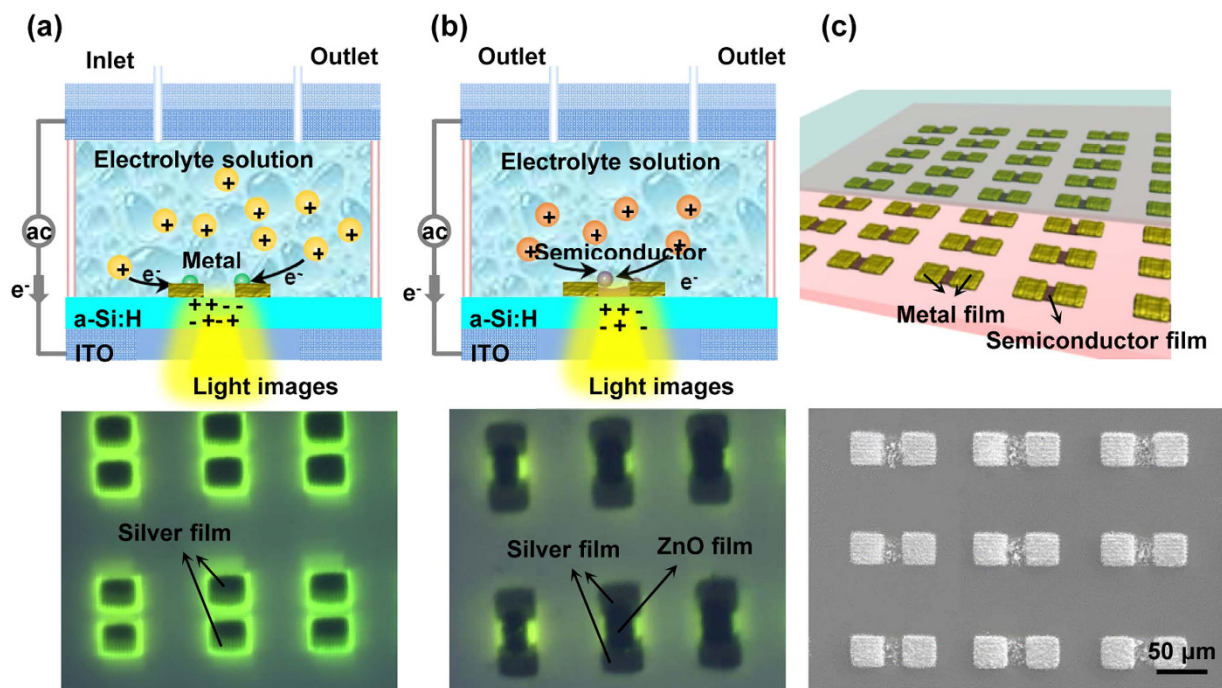 (a)
Inlet
Outlet
Electrolyte solution
+
+
+
+
+
+
+
+
+
+
ac
Metal
e-
e-
e-
++--
-+-+
a-Si:H
ITO
Light images
Silver film
(b)
Outlet
Outlet
Electrolyte solution
+
+
+
+
+
+
ac
Semiconductor
e-
e-
++-
-+-
a-Si:H
ITO
Light images
Silver film
ZnO film
(c)
Metal film
Semiconductor film
50 μm